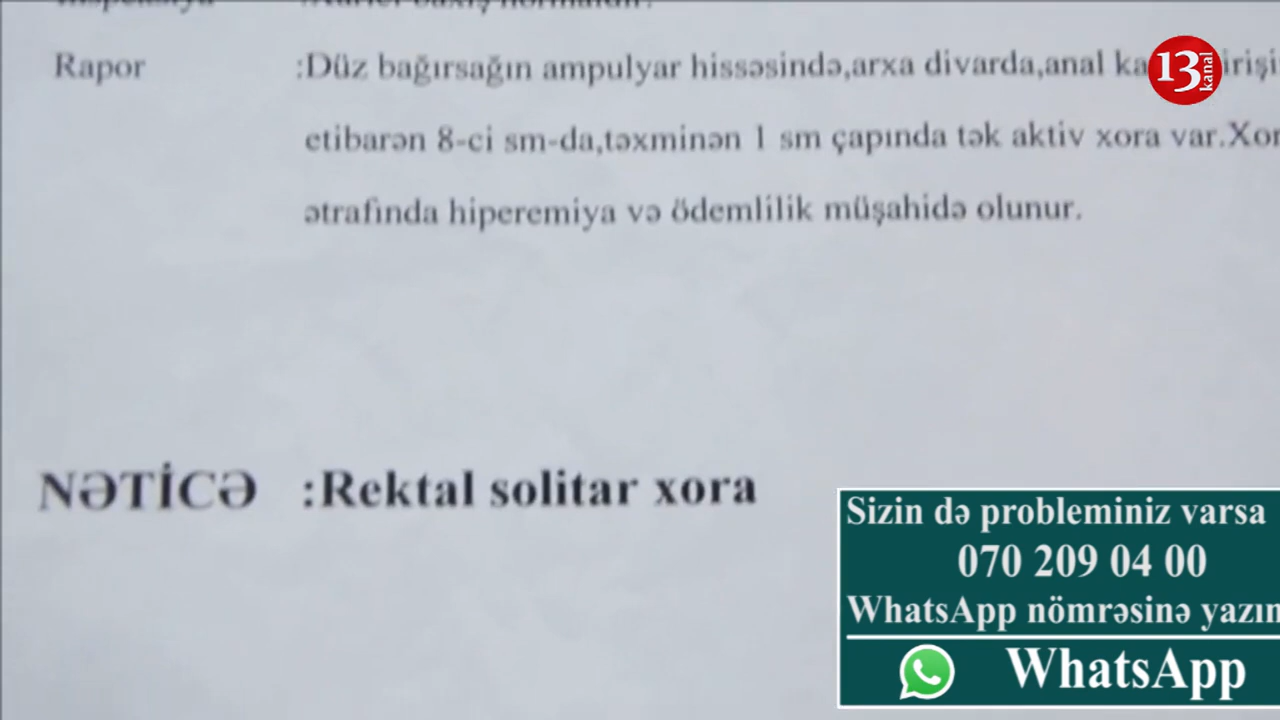 Rapor :Düz bağırsağın ampulyar hissəsində,arxa divarda,anal
etibarən 8-ci sm-da,təxminən 1 sm çapında tək aktiv xora var.
ətrafında hiperemiya və ödemlilik müşahidə olunur.
NƏTİCƏ :Rektal solitar xora
13 kanal
Sizin də probleminiz varsa
070 209 04 00
WhatsApp nömrəsinə yazın
WhatsApp